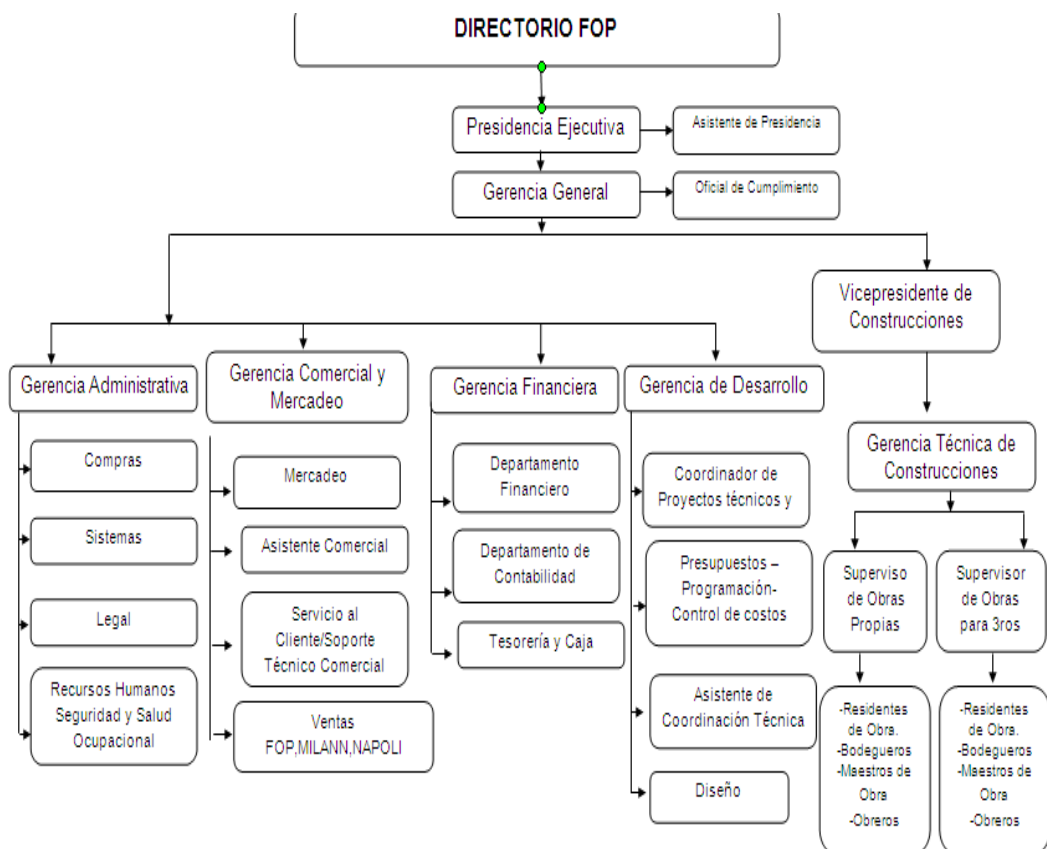 DIRECTORIO FOP
Presidencia Ejecutiva
Asistente de Presidencia
Gerencia General
Oficial de Cumplimiento
Vicepresidente de
Construcciones
Gerencia Administrativa
Gerencia Comercial y
Mercadeo
Gerencia Financiera
Gerencia de Desarrollo
Gerencia Técnica de
Construcciones
Compras
Sistemas
Legal
Recursos Humanos
Seguridad y Salud
Ocupacional
Mercadeo
Asistente Comercial
Servicio al
Cliente/Soporte
Técnico Comercial
Ventas
FOP,MILANN,NAPOLI
Departamento
Financiero
Departamento de
Contabilidad
Tesorería y Caja
Coordinador de
Proyectos técnicos y
Presupuestos –
Programación-
Control de costos
Asistente de
Coordinación Técnica
Diseño
Superviso
de Obras
Propias
Supervisor
de Obras
para 3ros
-Residentes
de Obra.
-Bodegueros
-Maestros de
Obra
-Obreros
-Residentes
de Obra.
-Bodegueros
-Maestros de
Obra
-Obreros